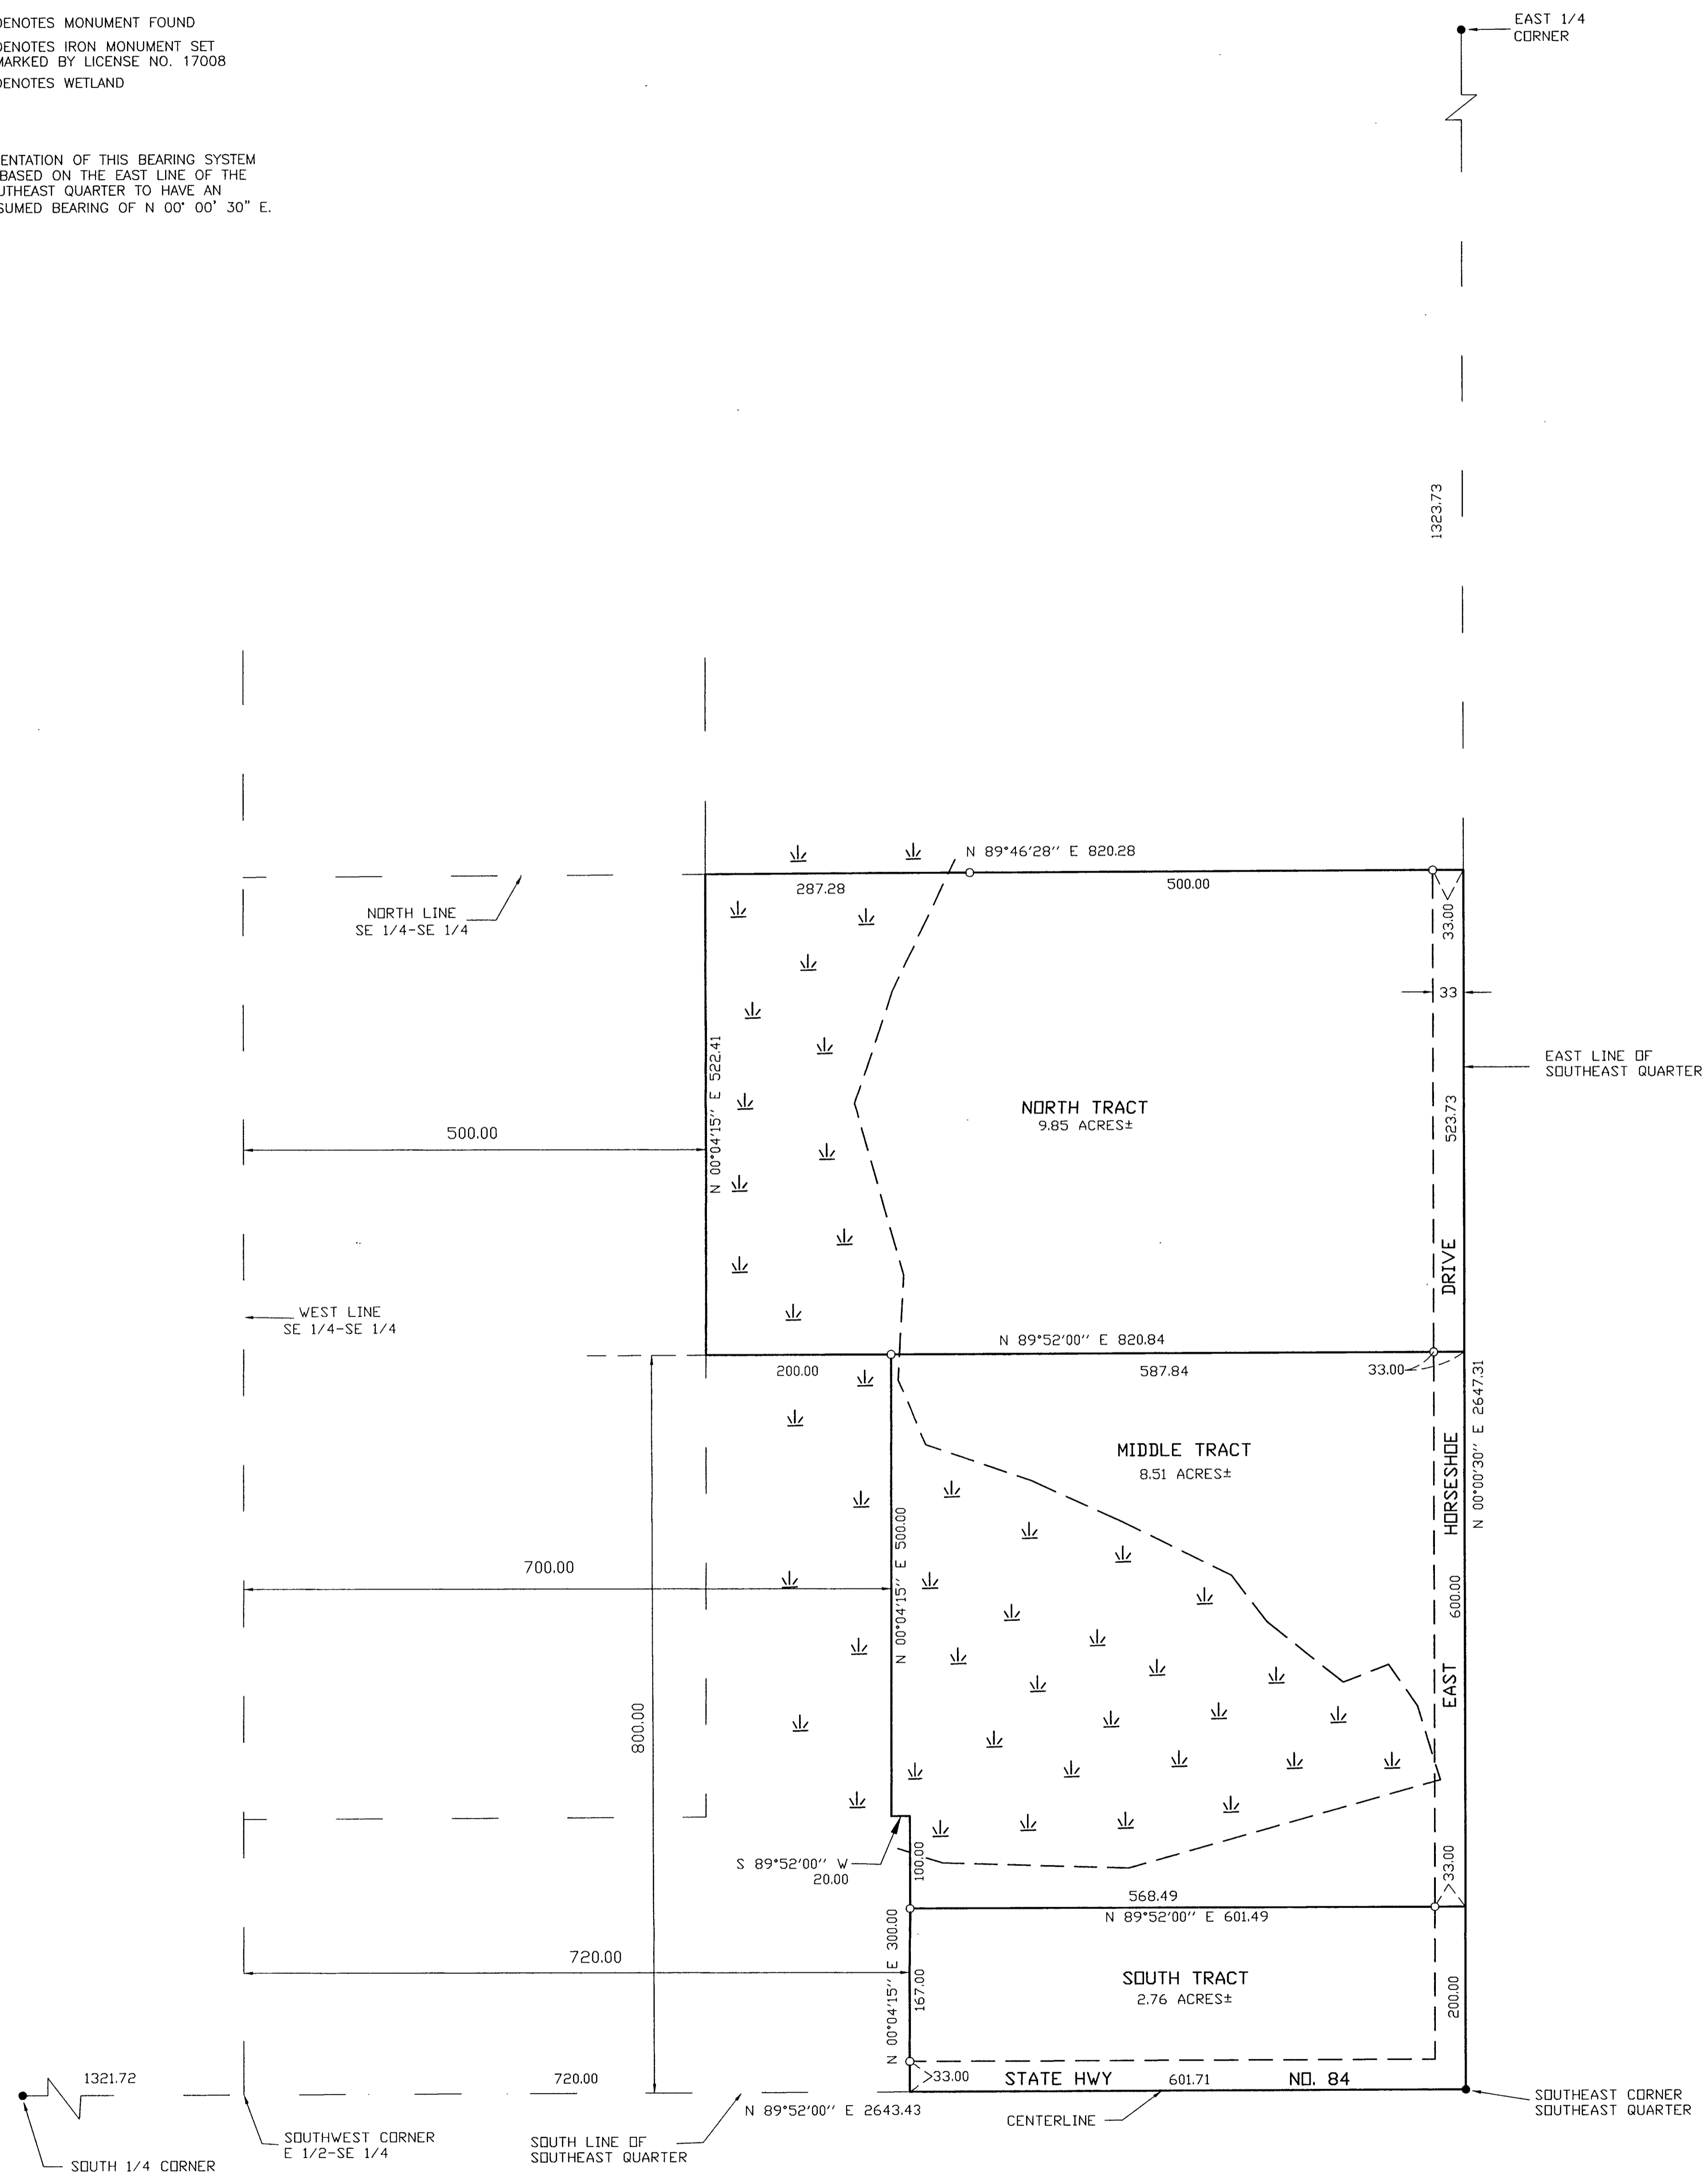 DENOTES MONUMENT FOUND
DENOTES IRON MONUMENT SET
MARKED BY LICENSE NO. 17008
DENOTES WETLAND
ENTATION OF THIS BEARING SYSTEM
BASED ON THE EAST LINE OF THE
UTHEAST QUARTER TO HAVE AN
SUMED BEARING OF N 00° 00' 30" E.
EAST 1/4
CORNER
1323.73
N 89°46'28" E 820.28
287.28
500.00
NORTH LINE
SE 1/4-SE 1/4
33.00
33
EAST LINE OF
SOUTHEAST QUARTER
N 00°04'15" E 522.41
NORTH TRACT
9.85 ACRES±
523.73
500.00
DRIVE
WEST LINE
SE 1/4-SE 1/4
N 89°52'00" E 820.84
200.00
587.84
33.00
N 00°00'30" E 2647.31
MIDDLE TRACT
8.51 ACRES±
HORSESHOE
N 00°04'15" E 500.00
700.00
600.00
EAST
800.00
S 89°52'00" W
20.00
100.00
33.00
568.49
N 89°52'00" E 601.49
N 00°04'15" E 300.00
720.00
167.00
SOUTH TRACT
2.76 ACRES±
200.00
1321.72
720.00
33.00
STATE HWY
601.71
NO. 84
N 89°52'00" E 2643.43
CENTERLINE
SOUTHEAST CORNER
SOUTHEAST QUARTER
SOUTHWEST CORNER
E 1/2-SE 1/4
SOUTH LINE OF
SOUTHEAST QUARTER
SOUTH 1/4 CORNER